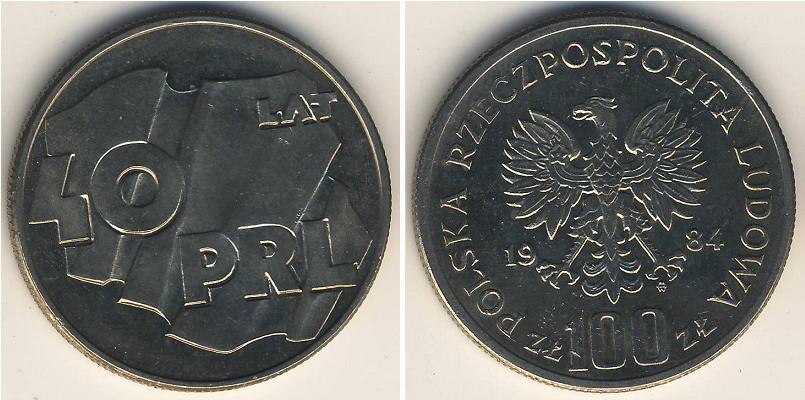 LAT
40
PRL
POLSKA RZECZPOSPOLITA LUDOWA
19 84
ZŁ 100 ZŁ